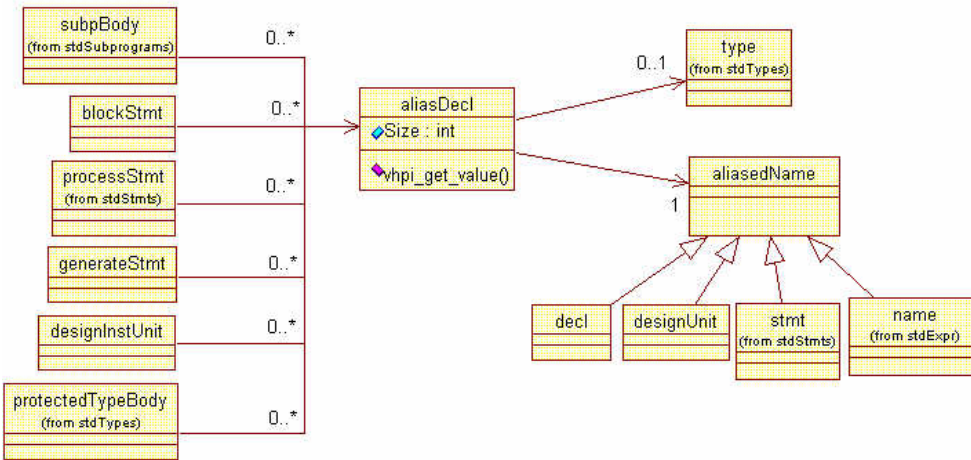 subpBody
(from stdSubprograms)
0..*
blockStmt
0..*
processStmt
(from stdStmts)
0..*
generateStmt
0..*
designInstUnit
0..*
protectedTypeBody
(from stdTypes)
0..*
aliasDecl
Size : int
vhpi_get_value()
0..1
type
(from stdTypes)
1
aliasedName
decl
designUnit
stmt
(from stdStmts)
name
(from stdExpr)